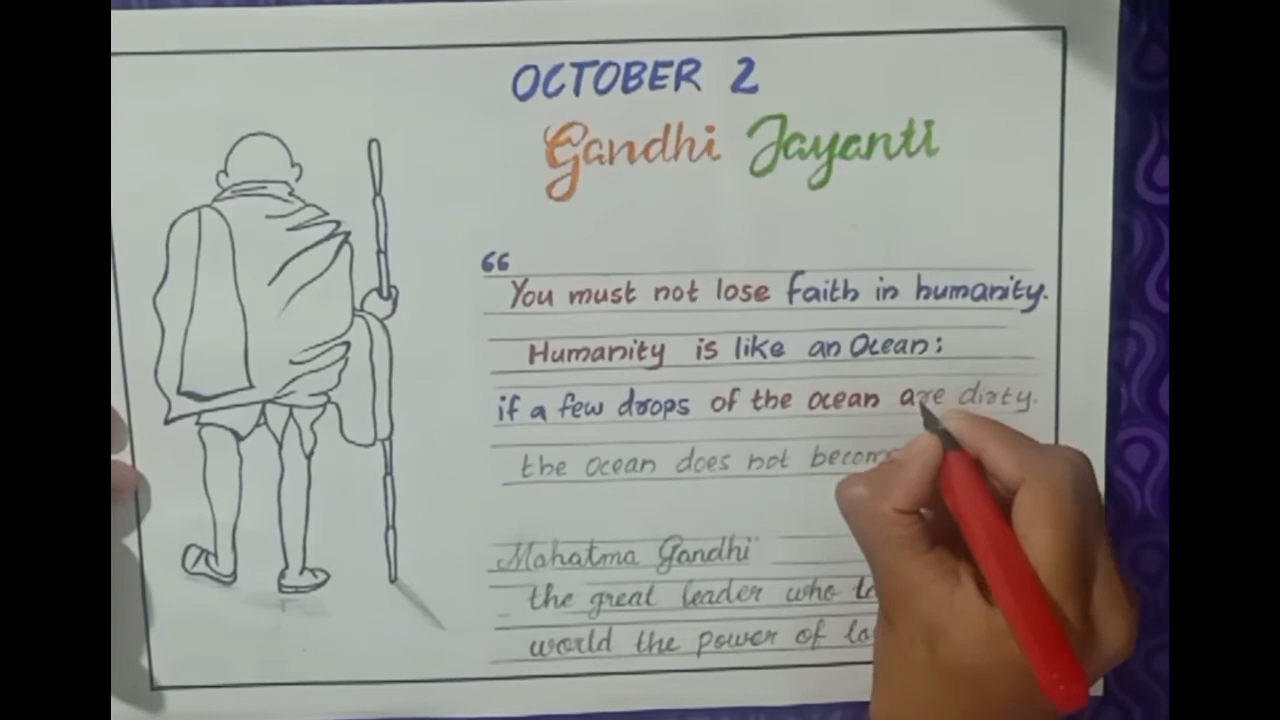 OCTOBER 2
Gandhi Jayanti
“
You must not lose faith in humanity.
Humanity is like an Ocean:
if a few drops of the ocean are dirty.
the ocean does not
Mahatma Gandhi
the great leader who
world the power of